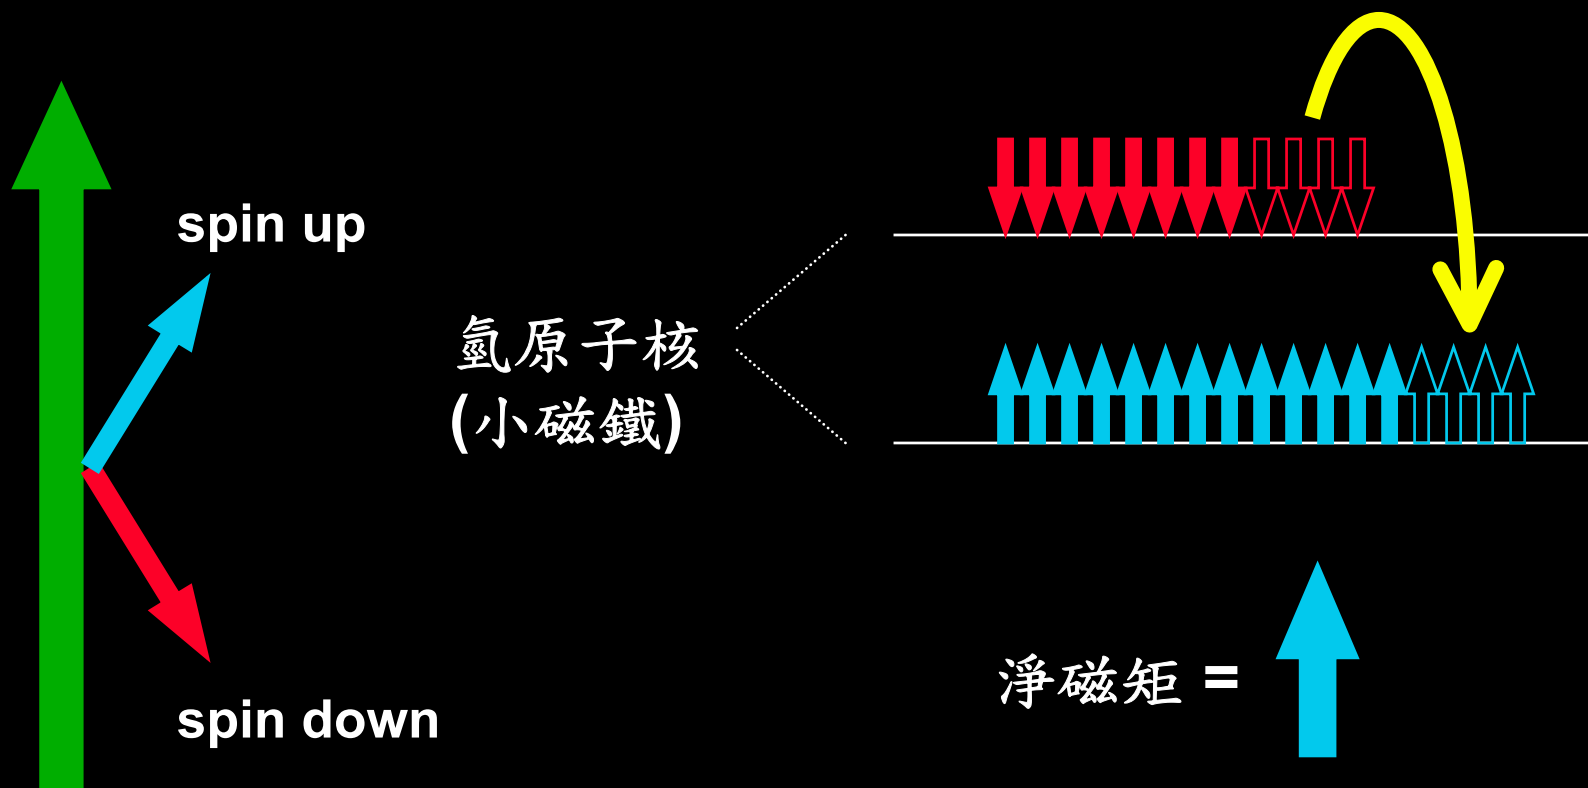 spin up
氫原子核
(小磁鐵)
淨磁矩 =
spin down